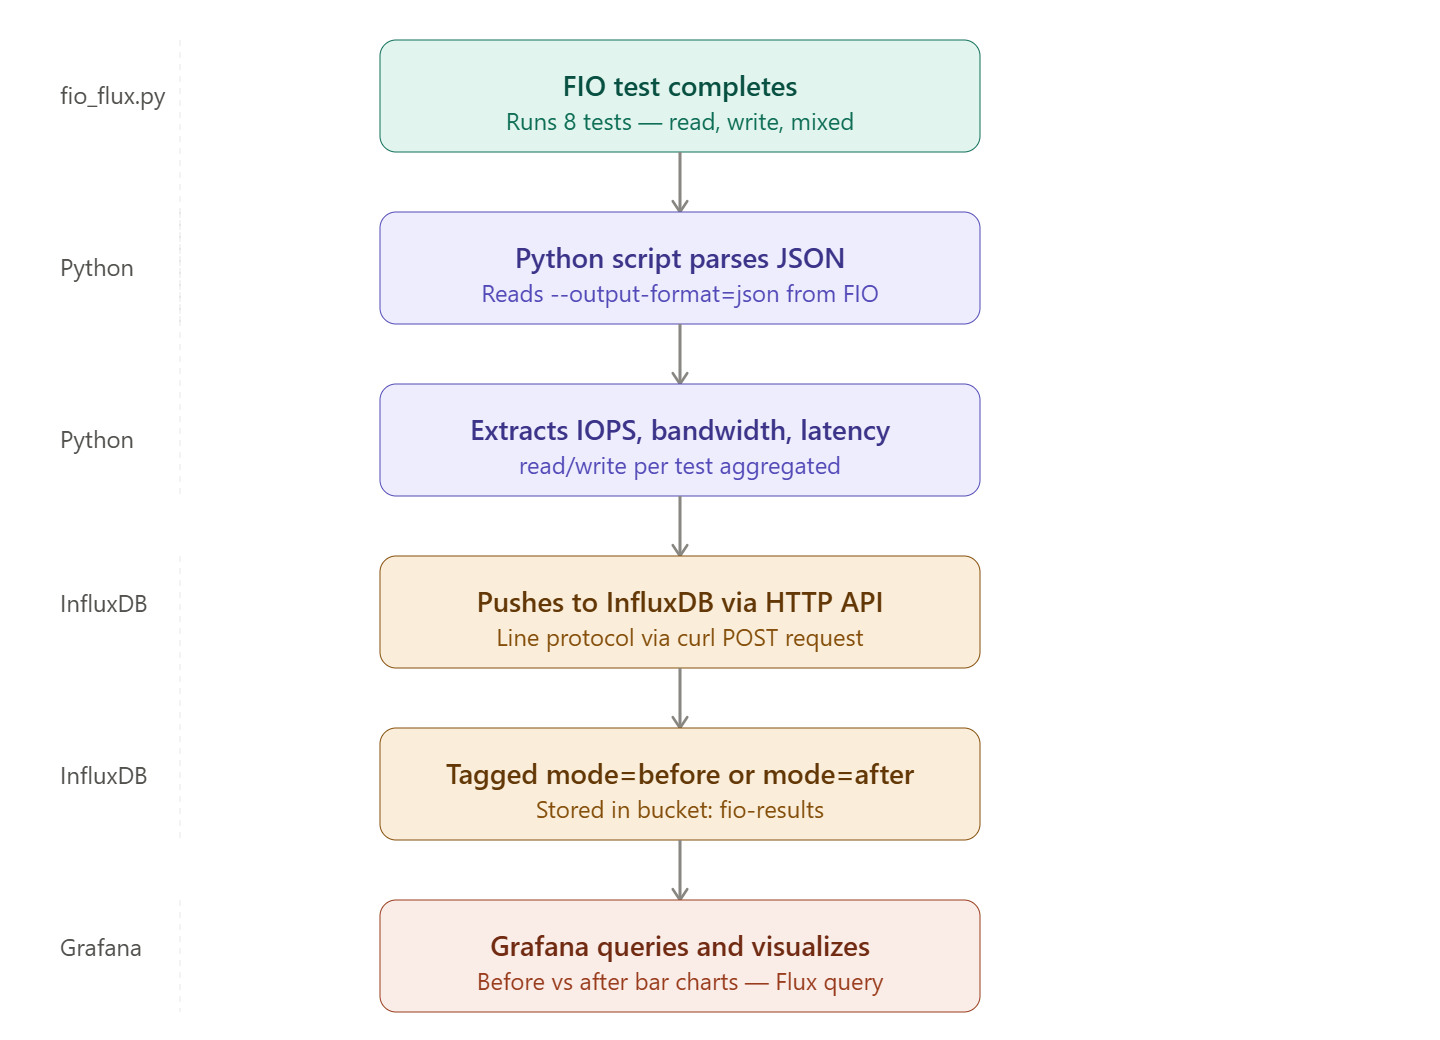 fio_flux.py
FIO test completes
Runs 8 tests — read, write, mixed
Python
Python script parses JSON
Reads --output-format=json from FIO
Python
Extracts IOPS, bandwidth, latency
read/write per test aggregated
InfluxDB
Pushes to InfluxDB via HTTP API
Line protocol via curl POST request
InfluxDB
Tagged mode=before or mode=after
Stored in bucket: fio-results
Grafana
Grafana queries and visualizes
Before vs after bar charts — Flux query